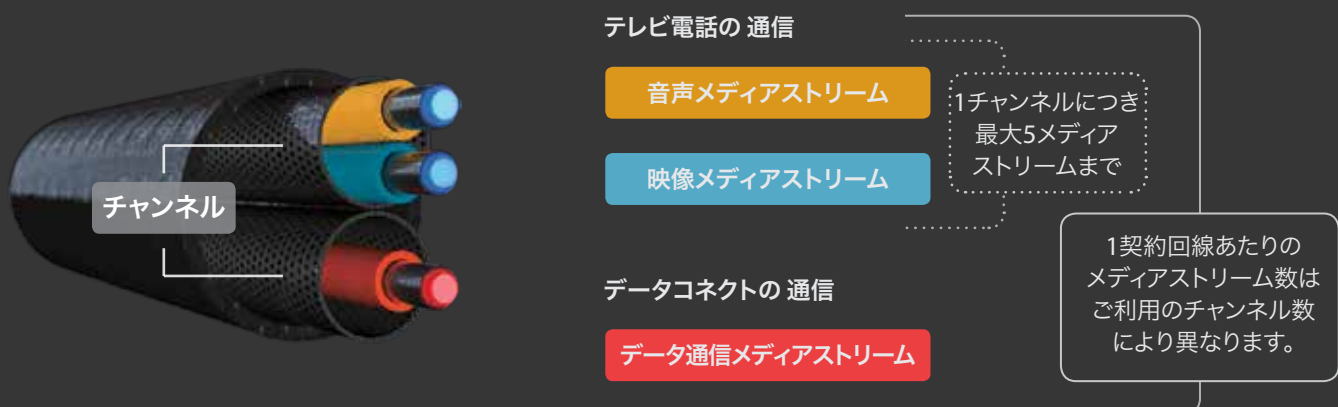 チャンネル
テレビ電話の 通信
音声メディアストリーム
映像メディアストリーム
1チャンネルにつき
最大5メディア
ストリームまで
データコネクトの 通信
データ通信メディアストリーム
1契約回線あたりの
メディアストリーム数は
ご利用のチャンネル数
により異なります。